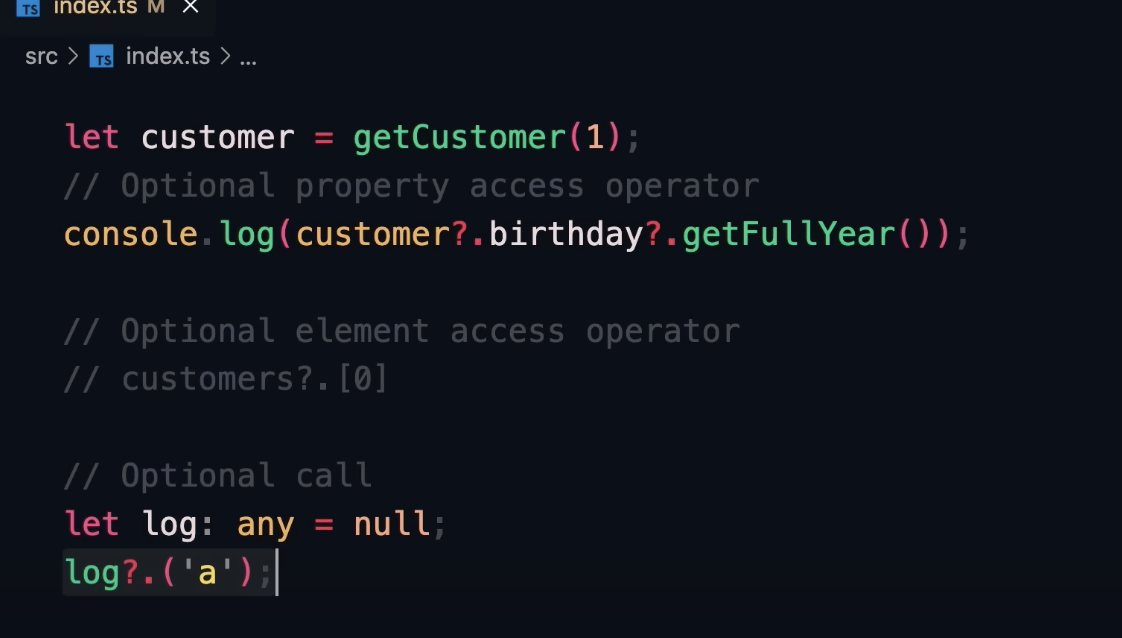 TS index.ts M ×
src > TS index.ts > ...
let customer = getCustomer(1);
// Optional property access operator
console.log(customer?.birthday?.getFullYear());
// Optional element access operator
// customers?.[0]
// Optional call
let log: any = null;
log?.('a');